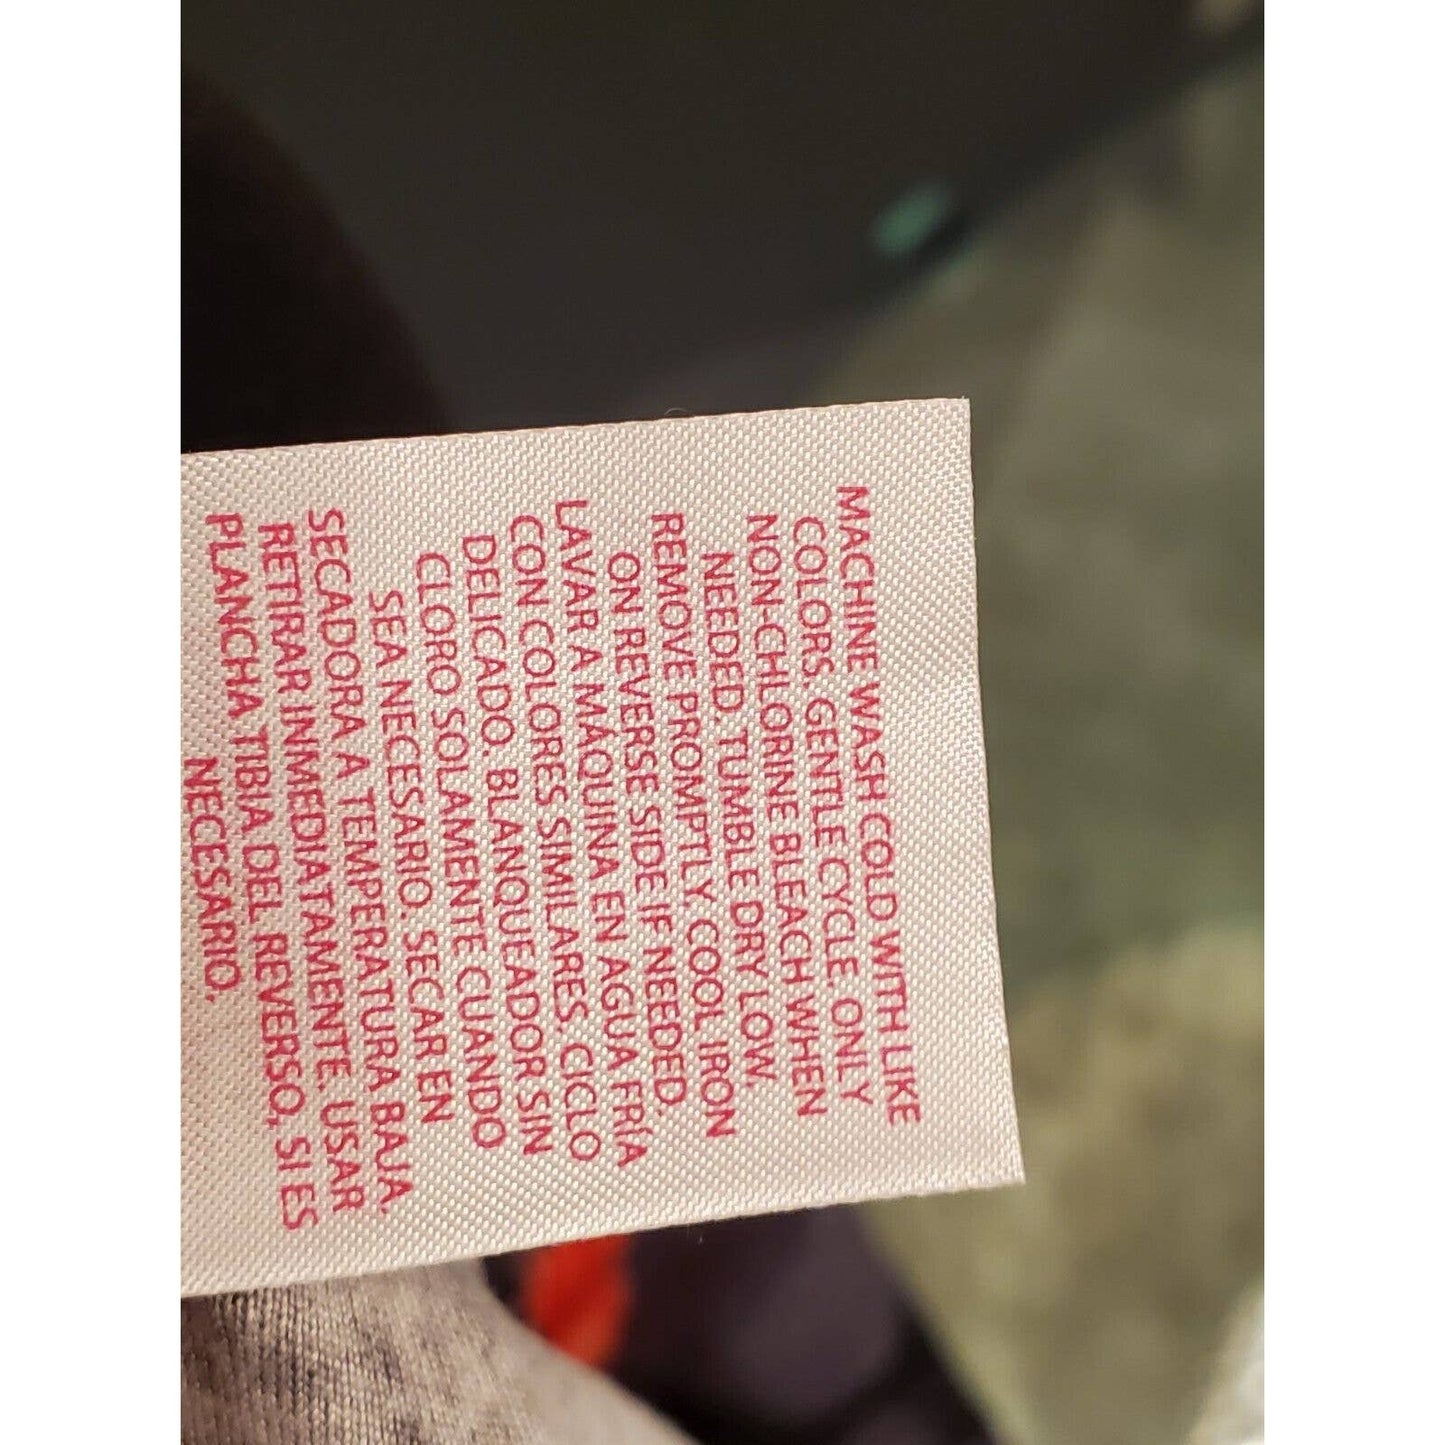 MACHINE WASH COLD WITH LIKE
COLORS. GENTLE CYCLE. ONLY
NON-CHLORINE BLEACH WHEN
NEEDED. TUMBLE DRY LOW.
REMOVE PROMPTLY COOL IRON
ON REVERSE SIDE IF NEEDED.
LAVAR A MÁQUINA EN AGUA FRÍA
CON COLORES SIMILARES. CICLO
DELICADO. BLANQUEADOR SIN
CLORO SOLAMENTE CUANDO
SEA NECESARIO. SECAR EN
SECADORA A TEMPERATURA BAJA.
RETIRAR INMEDIATAMENTE. USAR
PLANCHA TIBIA DEL REVERSO, SI ES
NECESARIO.